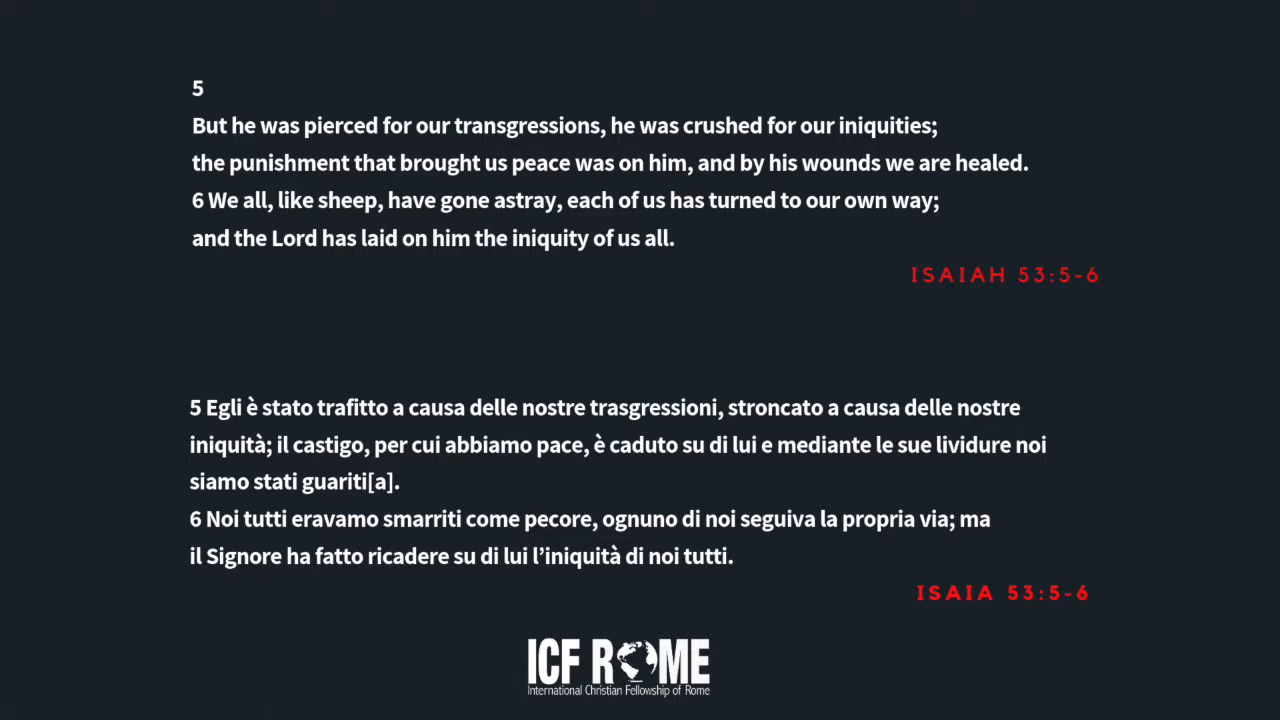 5
But he was pierced for our transgressions, he was crushed for our iniquities;
the punishment that brought us peace was on him, and by his wounds we are healed.
6 We all, like sheep, have gone astray, each of us has turned to our own way;
and the Lord has laid on him the iniquity of us all.
ISAIAH 53:5-6
5 Egli è stato trafitto a causa delle nostre trasgressioni, stroncato a causa delle nostre
iniquità; il castigo, per cui abbiamo pace, è caduto su di lui e mediante le sue lividure noi
siamo stati guariti[a].
6 Noi tutti eravamo smarriti come pecore, ognuno di noi seguiva la propria via; ma
il Signore ha fatto ricadere su di lui l’iniquità di noi tutti.
ISAIA 53:5-6
ICF ROME
International Christian Fellowship of Rome